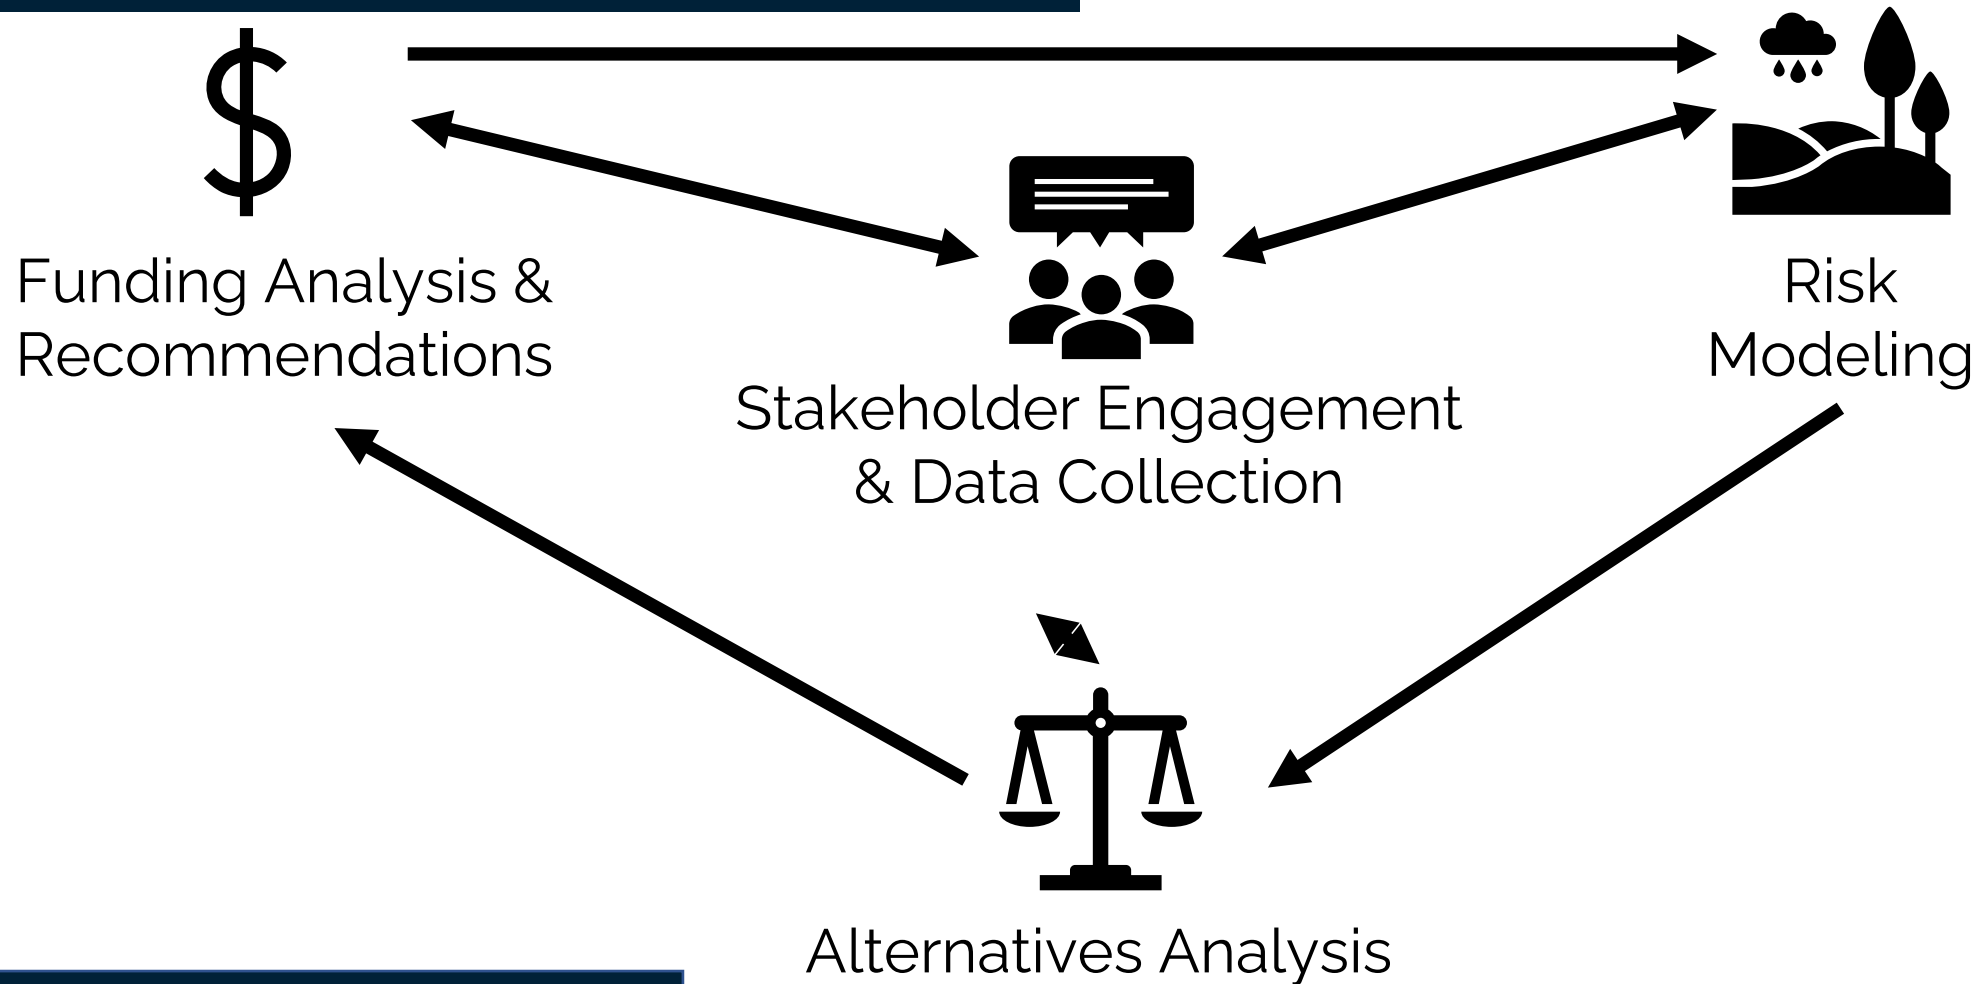 Funding Analysis &
Recommendations
Risk
Modeling
Stakeholder Engagement
& Data Collection
Alternatives Analysis